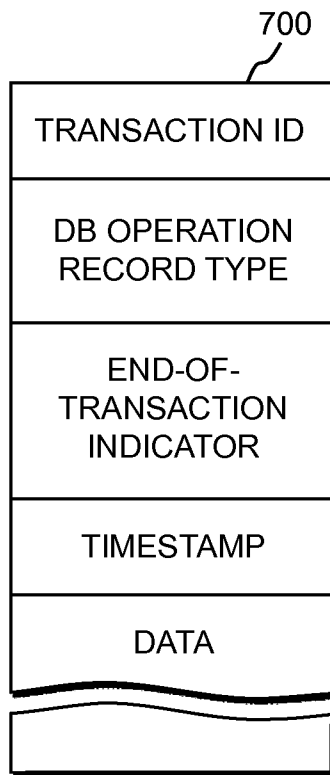 700
TRANSACTION ID
DB OPERATION
RECORD TYPE
END-OF-
TRANSACTION
INDICATOR
TIMESTAMP
DATA